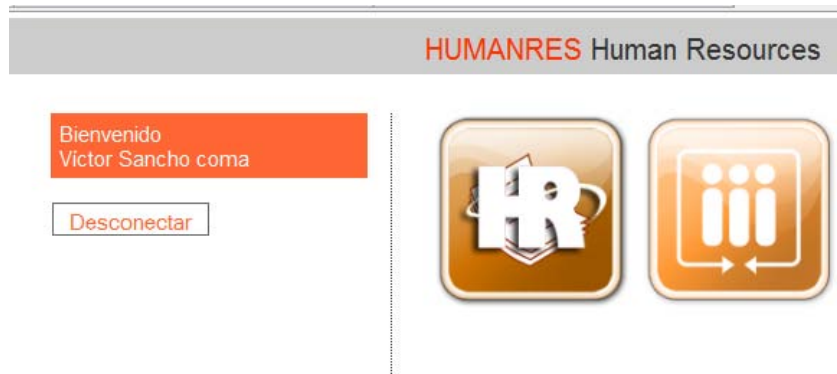 HUMANRES Human Resources
Bienvenido
Víctor Sancho coma
Desconectar
HR